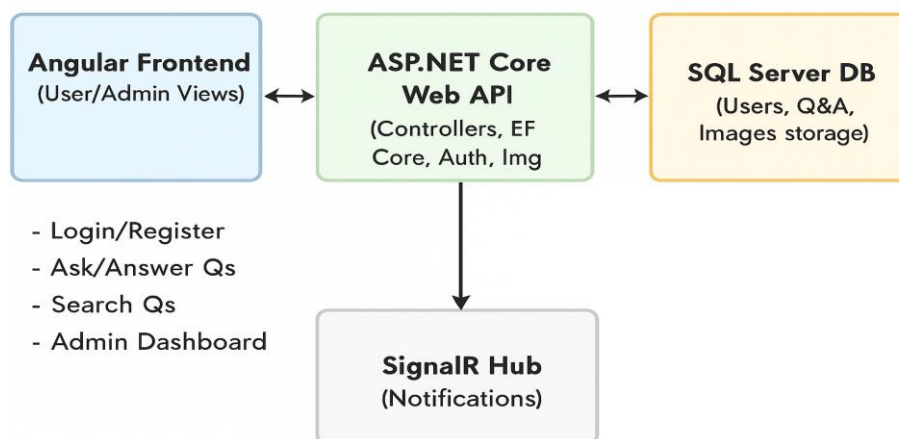 Angular Frontend
(User/Admin Views)
ASP.NET Core
Web API
(Controllers, EF
Core, Auth, Img
SQL Server DB
(Users, Q&A,
Images storage)
- Login/Register
- Ask/Answer Qs
- Search Qs
- Admin Dashboard
SignalR Hub
(Notifications)